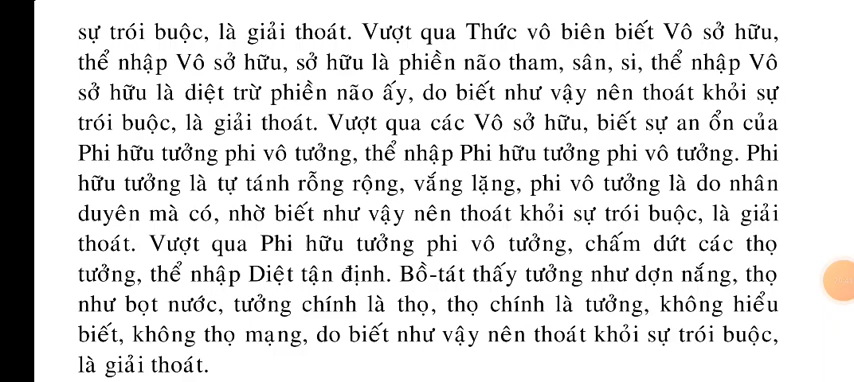 sự trói buộc, là giải thoát. Vượt qua Thức vô biên biết Vô sở hữu,
thể nhập Vô sở hữu, sở hữu là phiền não tham, sân, si, thể nhập Vô
sở hữu là diệt trừ phiền não ấy, do biết như vậy nên thoát khỏi sự
trói buộc, là giải thoát. Vượt qua các Vô sở hữu, biết sự an ổn của
Phi hữu tưởng phi vô tưởng, thể nhập Phi hữu tưởng phi vô tưởng. Phi
hữu tưởng là tự tánh rỗng rộng, vắng lặng, phi vô tưởng là do nhân
duyên mà có, nhờ biết như vậy nên thoát khỏi sự trói buộc, là giải
thoát. Vượt qua Phi hữu tưởng phi vô tưởng, chấm dứt các thọ
tưởng, thể nhập Diệt tận định. Bồ-tát thấy tưởng như dợn nắng, thọ
như bọt nước, tưởng chính là thọ, thọ chính là tưởng, không hiểu
biết, không thọ mạng, do biết như vậy nên thoát khỏi sự trói buộc,
là giải thoát.